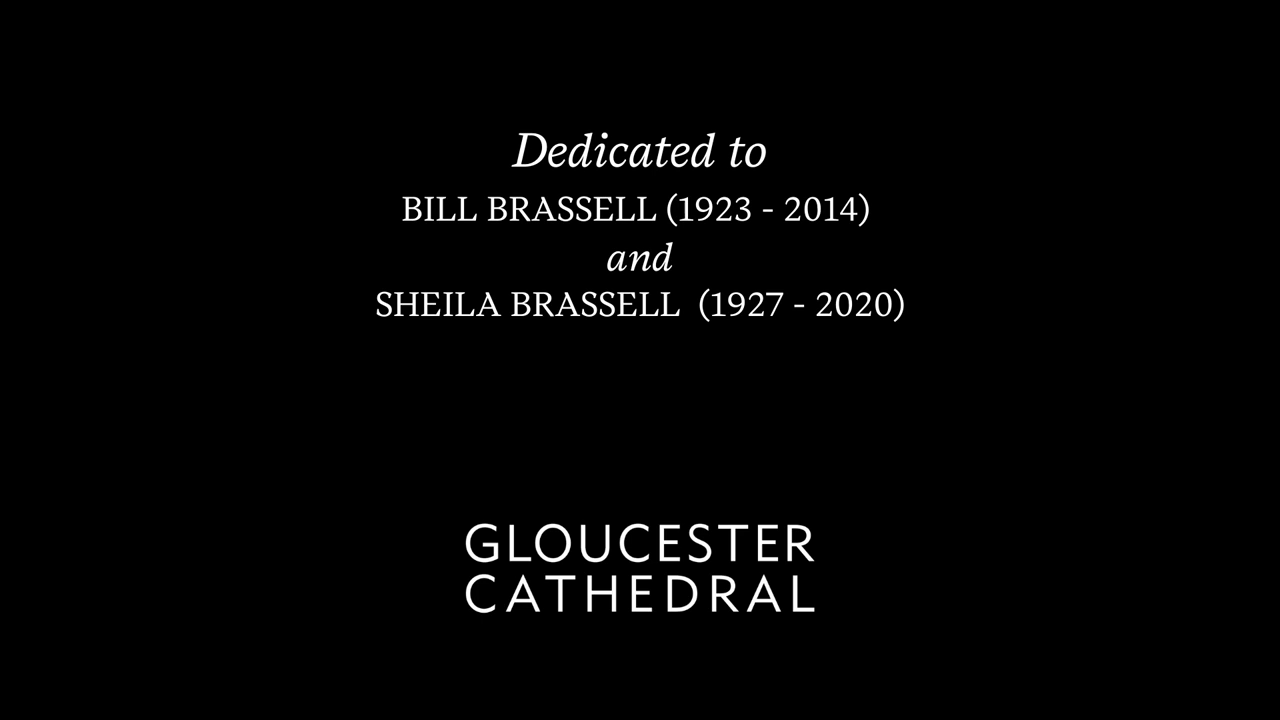 Dedicated to
BILL BRASSELL (1923 - 2014)
and
SHEILA BRASSELL (1927 - 2020)
GLOUCESTER
CATHEDRAL